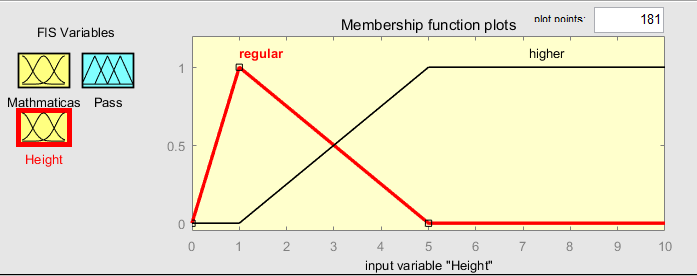 FIS Variables
Mathmaticas
Pass
Height
Membership function plots
plot points:
181
regular
higher
1
0.5
0
0 1 2 3 4 5 6 7 8 9 10
input variable "Height"